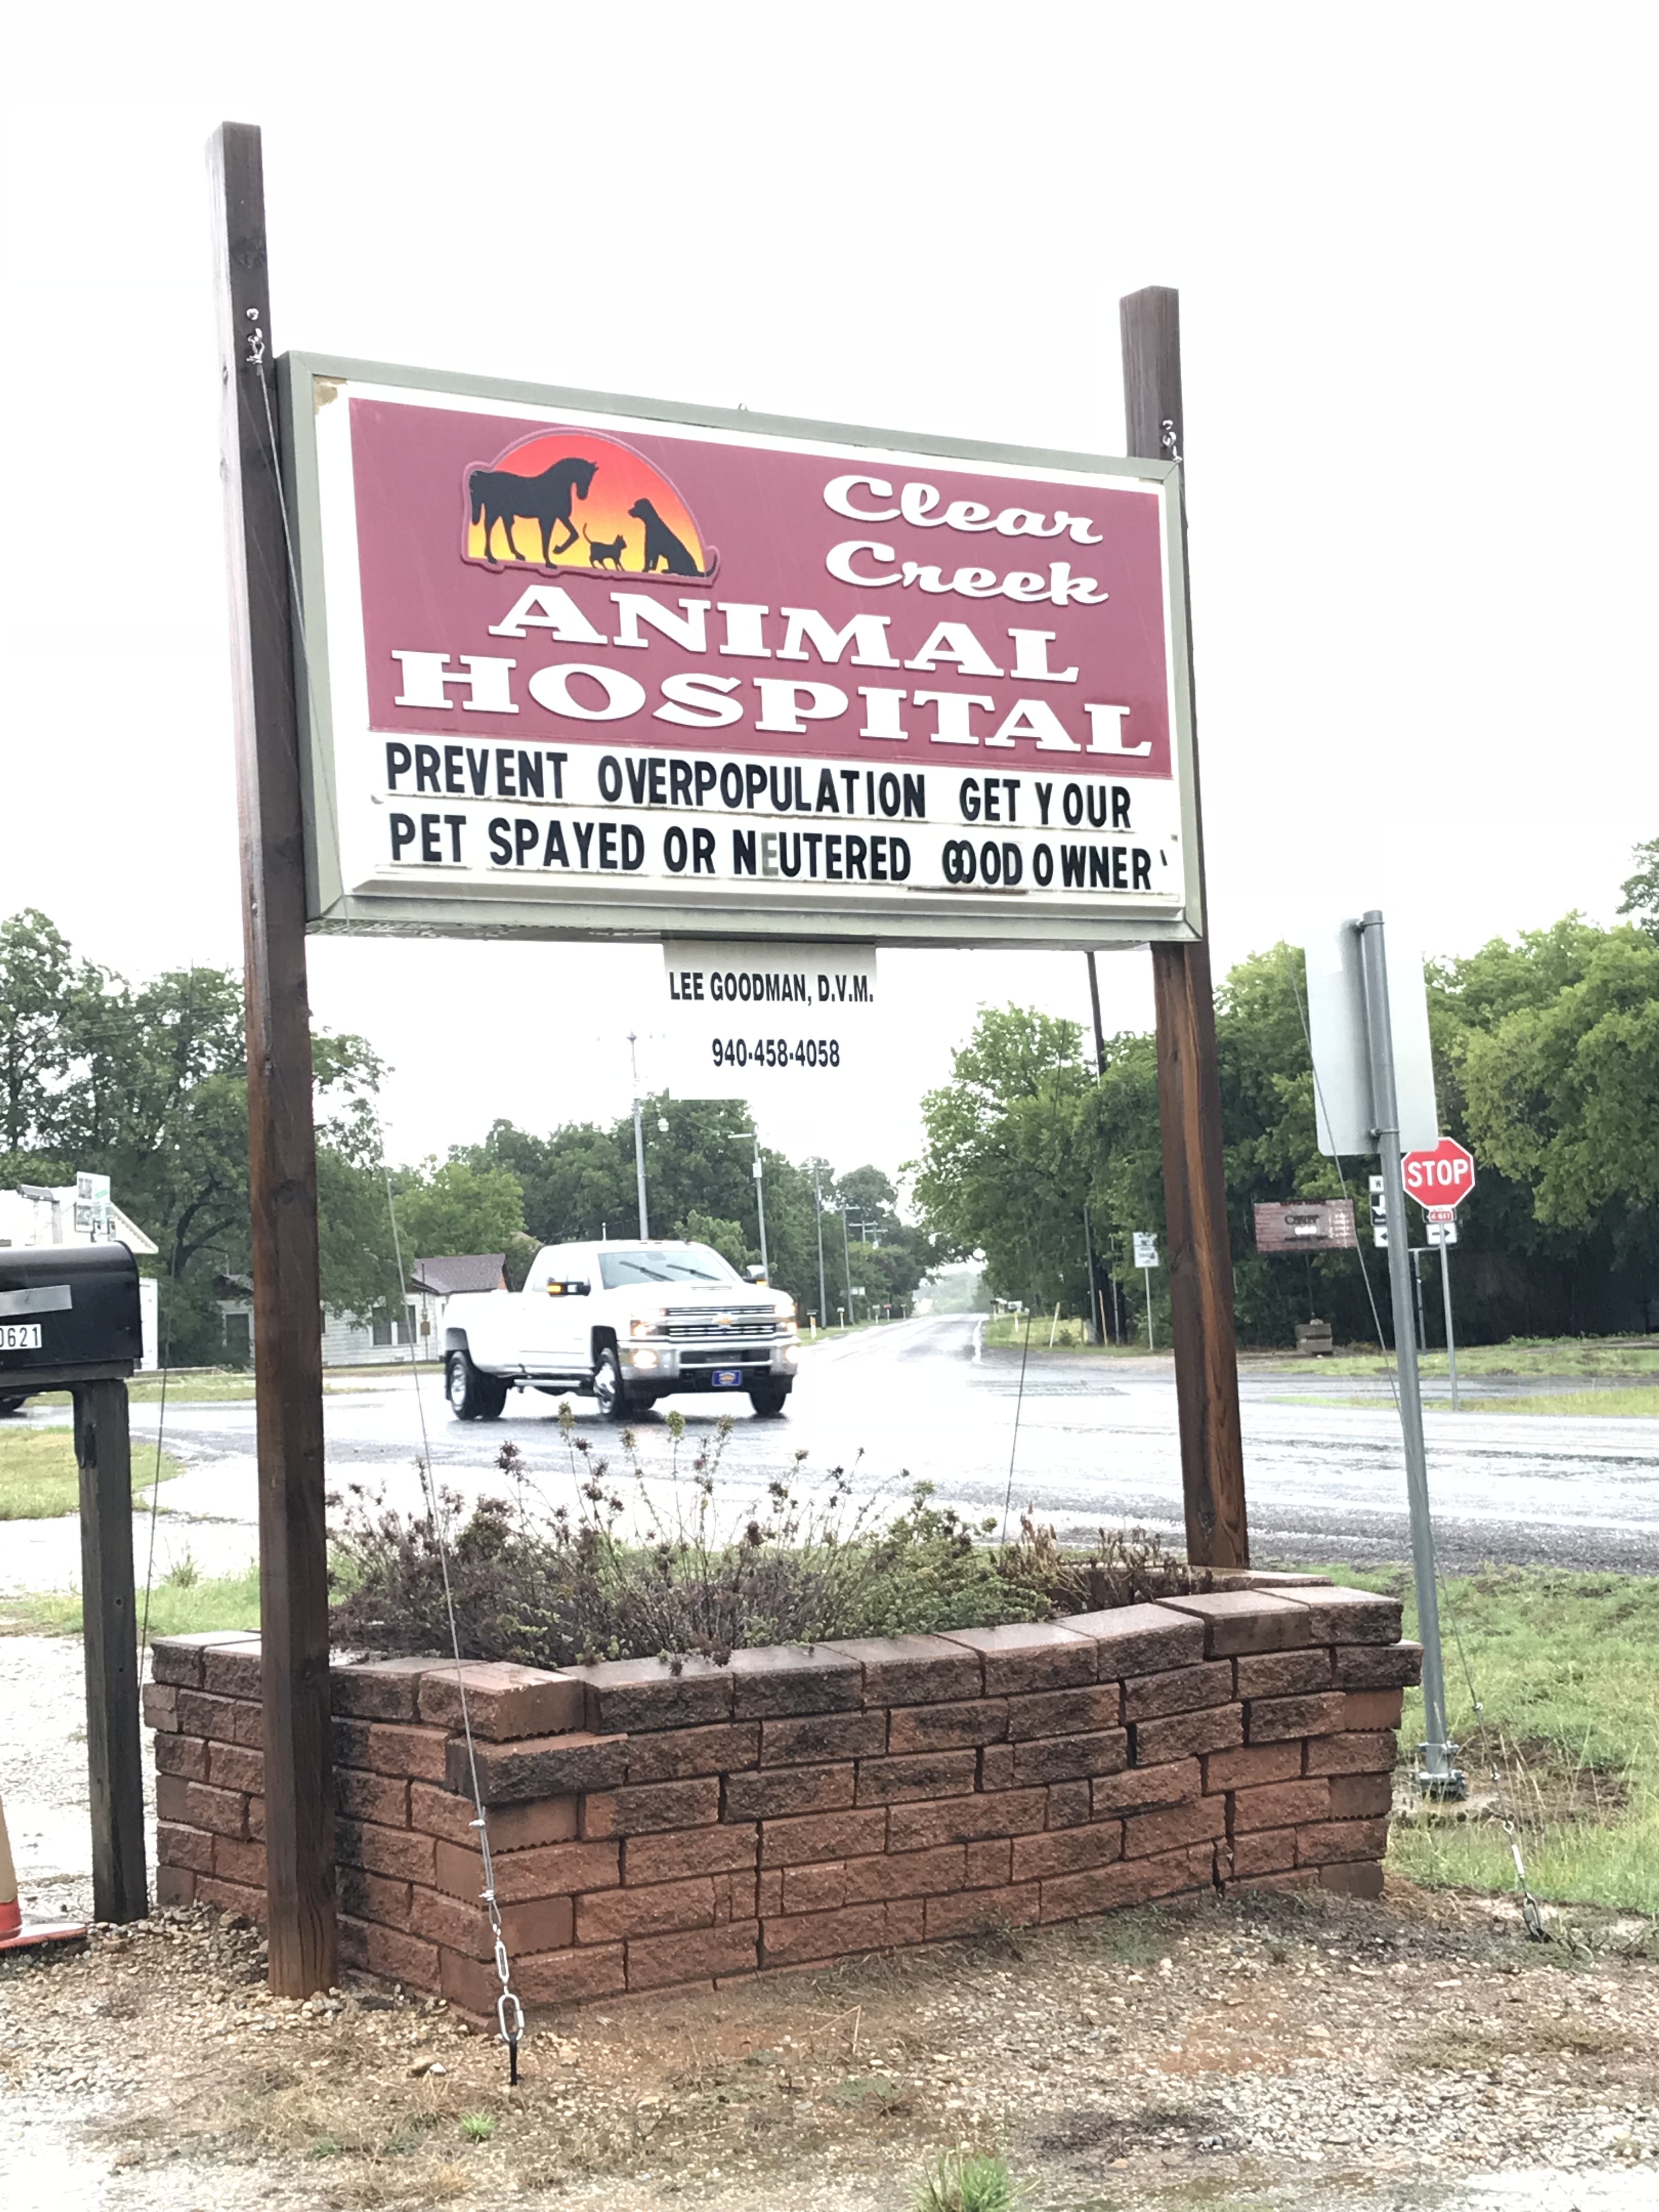 Clear
Creek
ANIMAL
HOSPITAL
PREVENT OVERPOPULATION GET YOUR
PET SPAYED OR NEUTERED GOOD OWNER'
LEE GOODMAN, D.V.M.
940-458-4058
0621
STOP